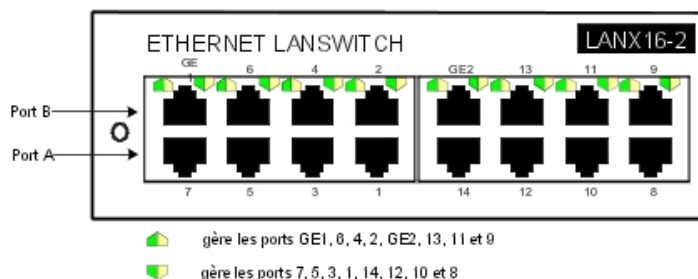 ETHERNET LANSWITCH
LANX16-2
GE 1 6 4 2 GE2 13 11 9
Port B
Port A
7 5 3 1 14 12 10 8
gère les ports GE1, 6, 4, 2, GE2, 13, 11 et 9
gère les ports 7, 5, 3, 1, 14, 12, 10 et 8